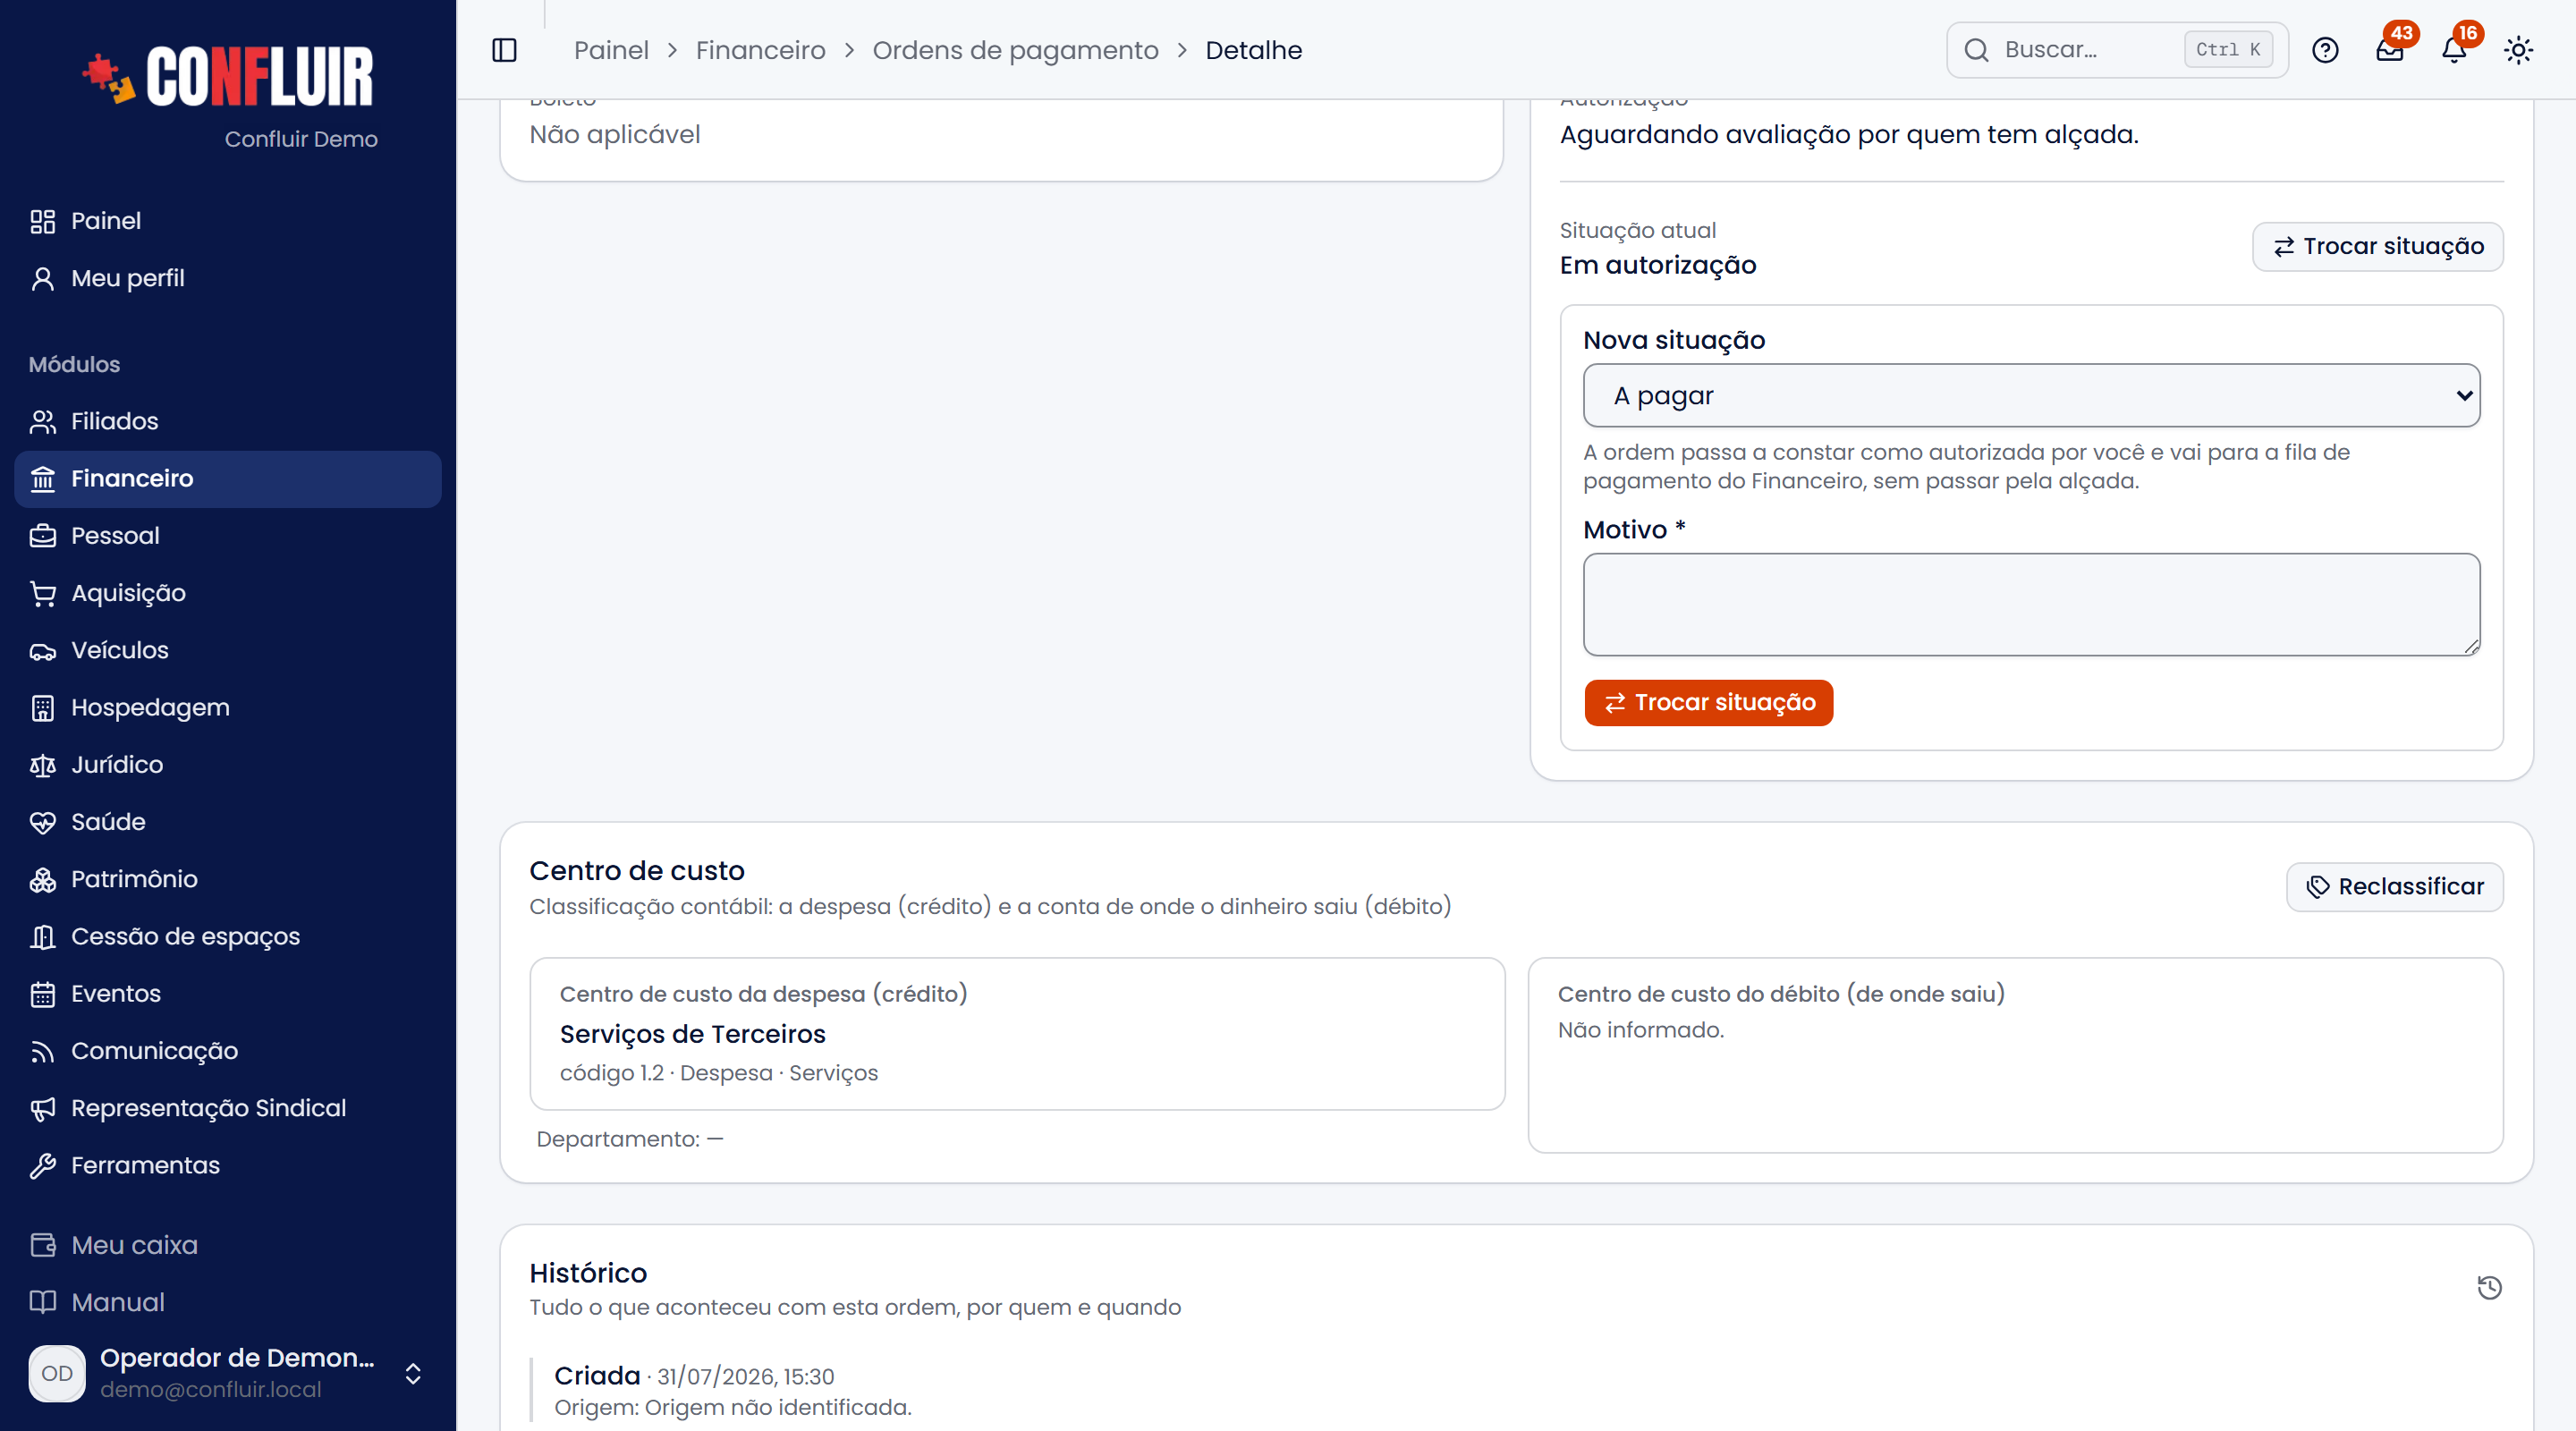 CONFLUIR
Confluir Demo
Painel
Meu perfil
Módulos
Filiados
Financeiro
Pessoal
Aquisição
Veículos
Hospedagem
Jurídico
Saúde
Patrimônio
Cessão de espaços
Eventos
Comunicação
Representação Sindical
Ferramentas
Meu caixa
Manual
OD
Operador de Demon...
demo@confluir.local
Painel > Financeiro > Ordens de pagamento > Detalhe
Buscar...
Ctrl K
43
16
Boleto
Não aplicável
Autorização
Aguardando avaliação por quem tem alçada.
Situação atual
Em autorização
Trocar situação
Nova situação
A pagar
A ordem passa a constar como autorizada por você e vai para a fila de
pagamento do Financeiro, sem passar pela alçada.
Motivo *
Trocar situação
Centro de custo
Classificação contábil: a despesa (crédito) e a conta de onde o dinheiro saiu (débito)
Reclassificar
Centro de custo da despesa (crédito)
Serviços de Terceiros
código 1.2 · Despesa · Serviços
Departamento: —
Centro de custo do débito (de onde saiu)
Não informado.
Histórico
Tudo o que aconteceu com esta ordem, por quem e quando
Criada · 31/07/2026, 15:30
Origem: Origem não identificada.